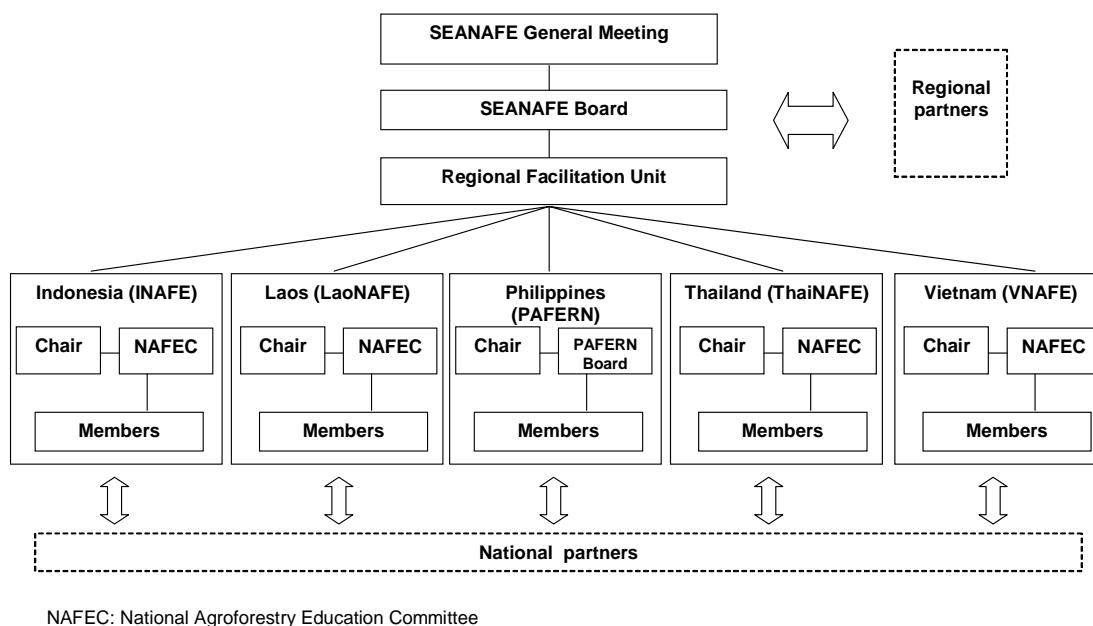 SEANAFE General Meeting
SEANAFE Board
Regional
partners
Regional Facilitation Unit
Indonesia (INAFE)
Chair
NAFEC
Members
Laos (LaoNAFE)
Chair
NAFEC
Members
Philippines
(PAFERN)
Chair
PAFERN
Board
Members
Thailand (ThaiNAFE)
Chair
NAFEC
Members
Vietnam (VNAFE)
Chair
NAFEC
Members
National partners
NAFEC: National Agroforestry Education Committee